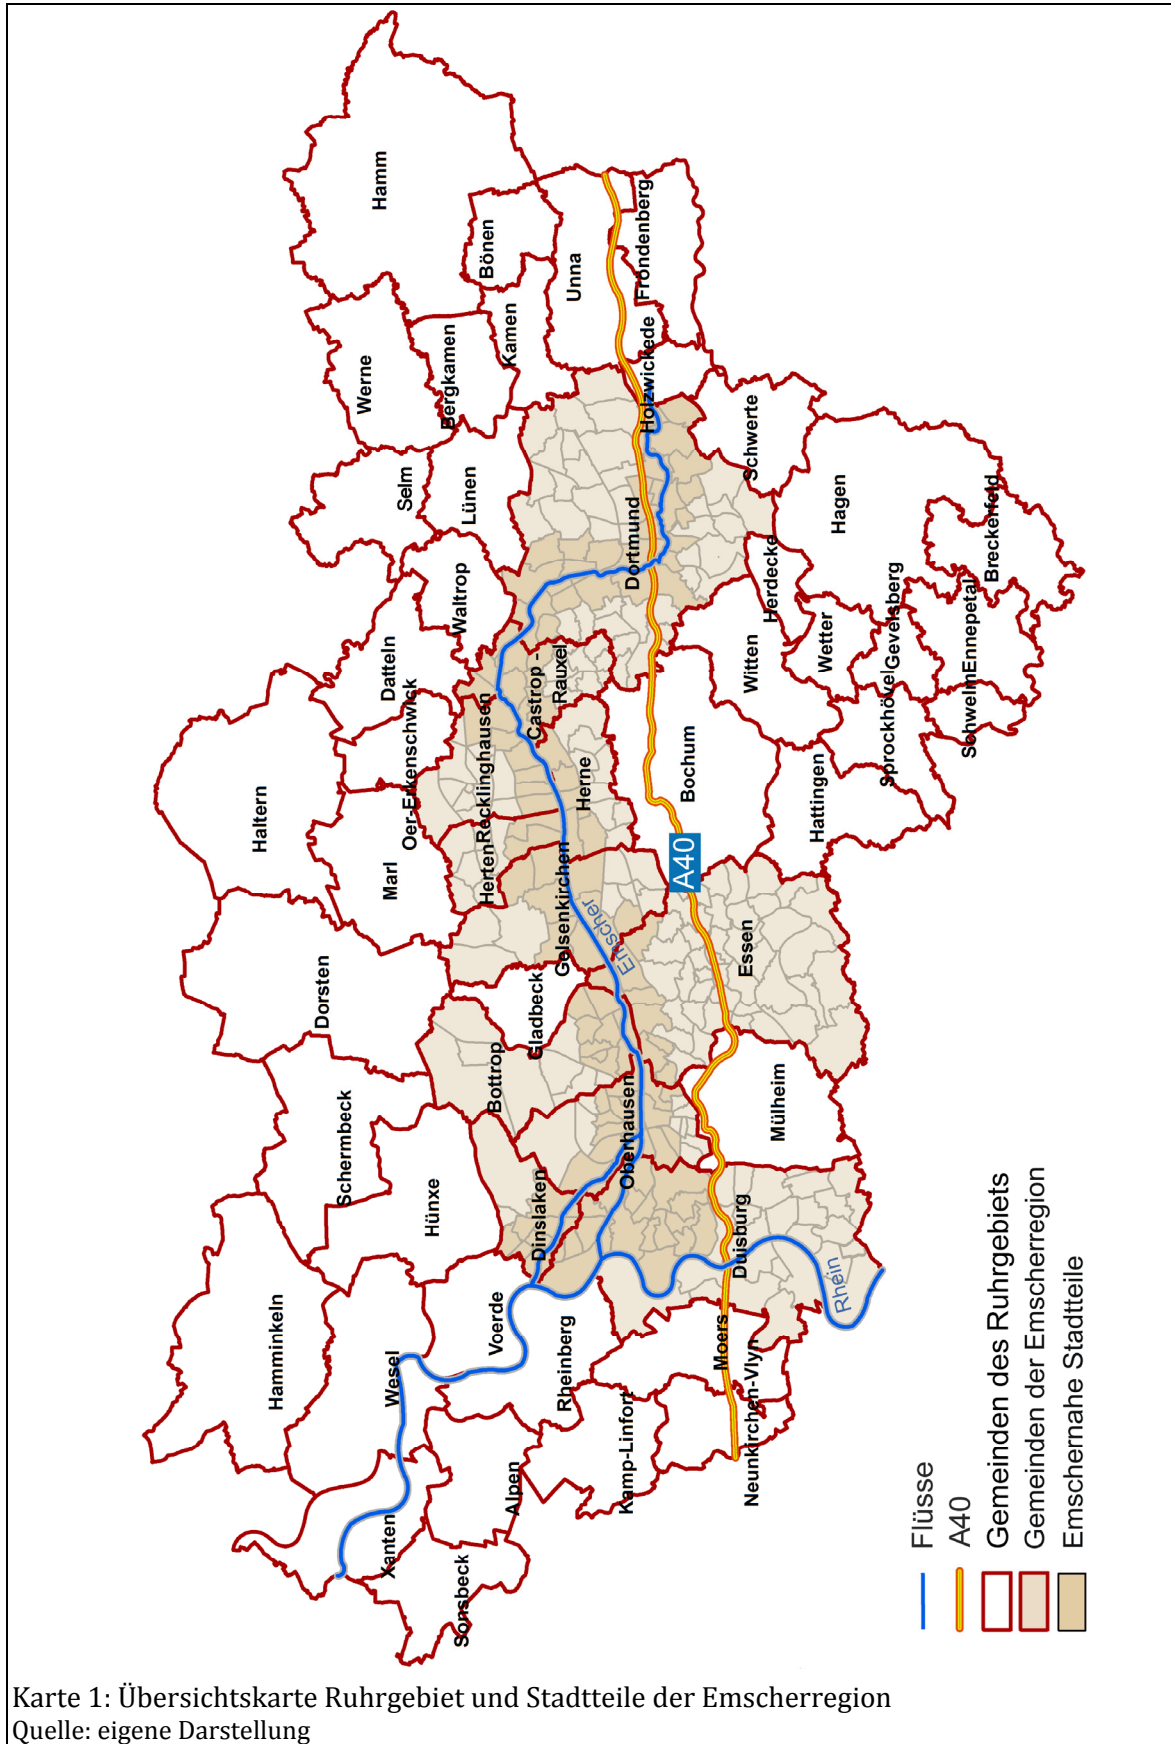 Hamm
Bönen
Unna
Fröndenberg
Werne
Bergkamen
Kamen
Holzwickede
Schwerte
Selm
Lünen
Hagen
Breckerfeld
Dortmund
Herdecke
Waltrop
Datteln
Castrop -
Rauxel
Witten
Wetter
Gevelsberg
Ennepetal
Schwelm
Sprockhövel
Oer-Erkenschwick
Recklinghausen
Herne
Bochum
Hattingen
Haltern
Marl
Herten
Gelsenkirchen
A40
Emscher
Essen
Dorsten
Gladbeck
Bottrop
Oberhausen
Mülheim
Schermbeck
Hünxe
Dinslaken
Duisburg
Rhein
Hamminkeln
Wesel
Voerde
Rheinberg
Moers
Kamp-Linfort
Neunkirchen-Vlyn
Xanten
Alpen
Sonsbeck
Flüsse
A40
Gemeinden des Ruhrgebiets
Gemeinden der Emscherregion
Emschernahe Stadtteile
Karte 1: Übersichtskarte Ruhrgebiet und Stadtteile der Emscherregion
Quelle: eigene Darstellung